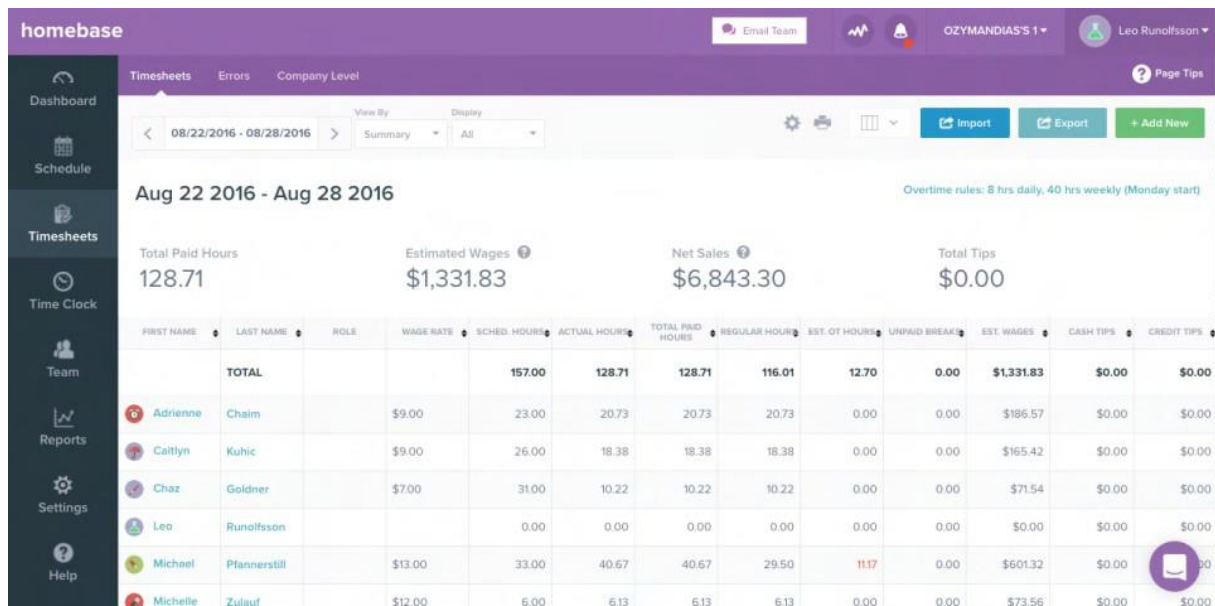 homebase
Email Team
OZYMANDIAS'S 1
Leo Runolfsson
Dashboard
Schedule
Timesheets
Time Clock
Team
Reports
Settings
Help
Timesheets Errors Company Level
Page Tips
View By Display
08/22/2016 - 08/28/2016 Summary All
Import Export + Add New
Aug 22 2016 - Aug 28 2016
Overtime rules: 8 hrs daily, 40 hrs weekly (Monday start)
Total Paid Hours Estimated Wages Net Sales Total Tips
128.71 $1,331.83 $6,843.30 $0.00
FIRST NAME LAST NAME ROLE WAGE RATE SCHED. HOURS ACTUAL HOURS TOTAL PAID HOURS REGULAR HOURS EST. OT HOURS UNPAID BREAKS EST. WAGES CASH TIPS CREDIT TIPS
TOTAL 157.00 128.71 128.71 116.01 12.70 0.00 $1,331.83 $0.00 $0.00
Adrienne Chaim $9.00 23.00 20.73 20.73 20.73 0.00 0.00 $186.57 $0.00 $0.00
Caitlyn Kuhic $9.00 26.00 18.38 18.38 18.38 0.00 0.00 $165.42 $0.00 $0.00
Chaz Goldner $7.00 31.00 10.22 10.22 10.22 0.00 0.00 $71.54 $0.00 $0.00
Leo Runolfsson 0.00 0.00 0.00 0.00 0.00 0.00 $0.00 $0.00 $0.00
Michael Pfannerstill $13.00 33.00 40.67 40.67 29.50 11.17 0.00 $601.32 $0.00
Michelle Zulauf $12.00 6.00 6.13 6.13 6.13 0.00 0.00 $73.56 $0.00 $0.00